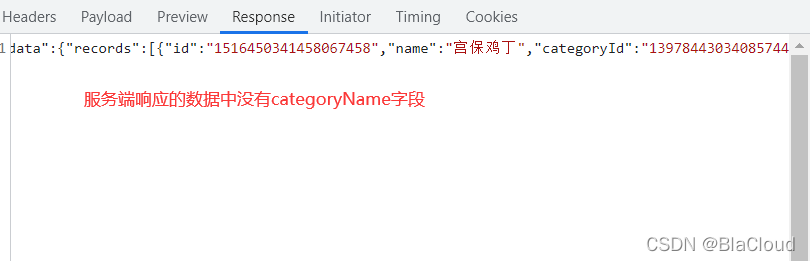 Headers Payload Preview Response Initiator Timing Cookies
1 data":{"records":[{"id":"1516450341458067458","name":"宫保鸡丁","categoryId":"13978443034085744
服务端响应的数据中没有categoryName字段
CSDN @BlaCloud